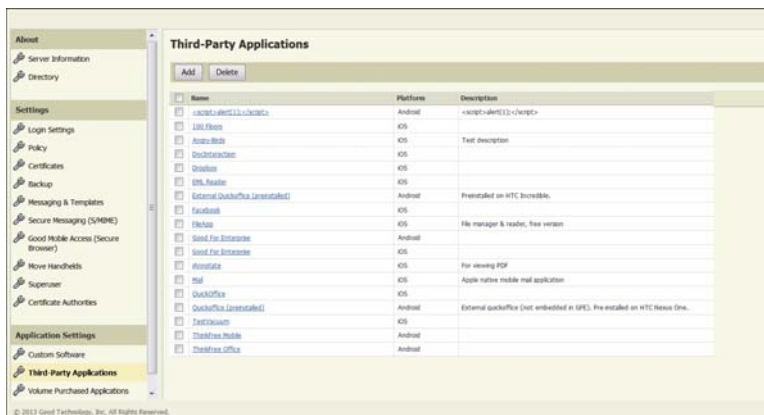 About
Server Information
Directory
Settings
Login Settings
Policy
Certificates
Backup
Messaging & Templates
Secure Messaging (S/MIME)
Good Mobile Access (Secure
Browser)
Move Handhelds
Superuser
Certificate Authorities
Application Settings
Custom Software
Third-Party Applications
Volume Purchased Applications
Third-Party Applications
Add Delete
Name Platform Description
<script>alert(1);</script> Android <script>alert(1);</script>
100 Floors iOS
Angry-Birds iOS Test description
DocInteraction iOS
Dropbox iOS
EML Reader iOS
External Quickoffice (preinstalled) Android Preinstalled on HTC Incredible.
Facebook iOS
FileApp iOS File manager & reader, free version
Good For Enterprise Android
Good For Enterprise iOS
iAnnotate iOS For viewing PDF
Mail iOS Apple native mobile mail application
QuickOffice iOS
Quickoffice (preinstalled) Android External quickoffice (not embedded in GFE). Pre installed on HTC Nexus One.
TestVacuum iOS
ThinkFree Mobile Android
ThinkFree Office Android
© 2013 Good Technology, Inc. All Rights Reserved.